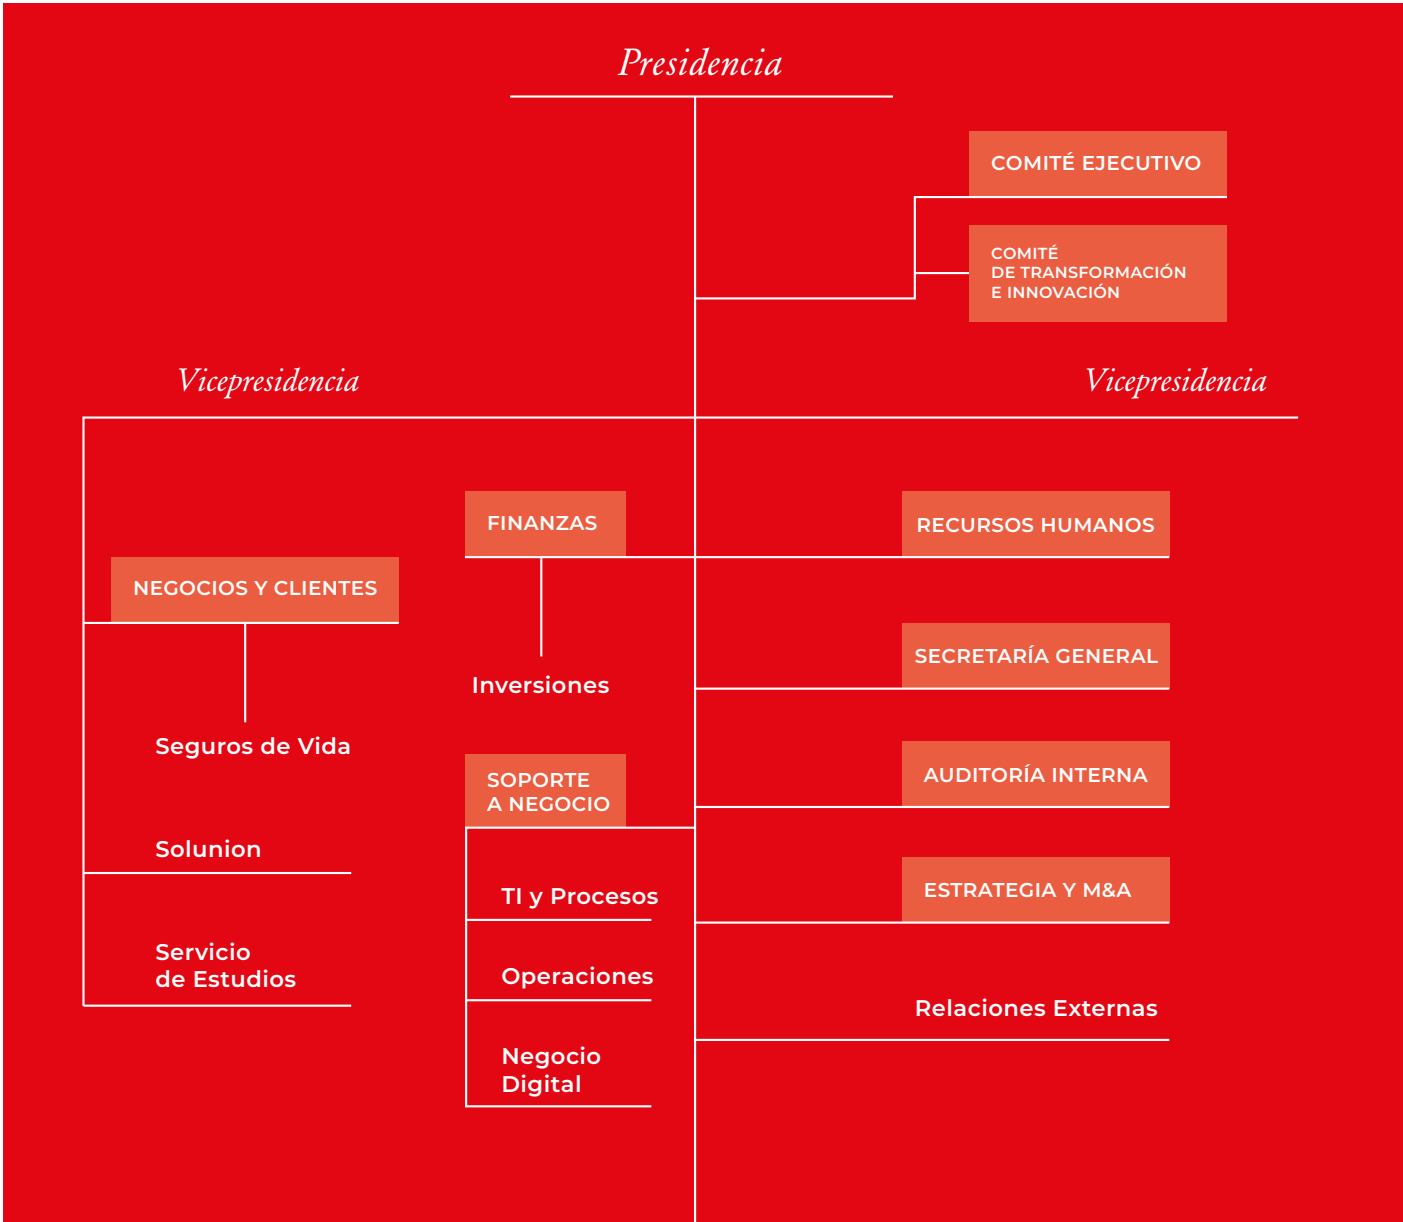 Presidencia
COMITÉ EJECUTIVO
COMITÉ
DE TRANSFORMACIÓN
E INNOVACIÓN
Vicepresidencia
Vicepresidencia
NEGOCIOS Y CLIENTES
Seguros de Vida
Solunion
Servicio
de Estudios
FINANZAS
Inversiones
SOPORTE
A NEGOCIO
TI y Procesos
Operaciones
Negocio
Digital
RECURSOS HUMANOS
SECRETARÍA GENERAL
AUDITORÍA INTERNA
ESTRATEGIA Y M&A
Relaciones Externas